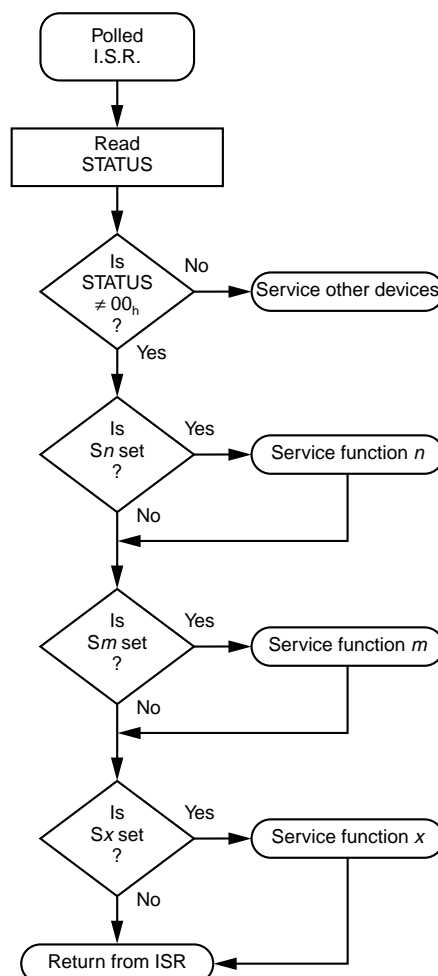 Polled
I.S.R.
Read
STATUS
Is
STATUS
≠ 00h
?
No
Service other devices
Yes
Is
Sn set
?
Yes
Service function n
No
Is
Sm set
?
Yes
Service function m
No
Is
Sx set
?
Yes
Service function x
No
Return from ISR